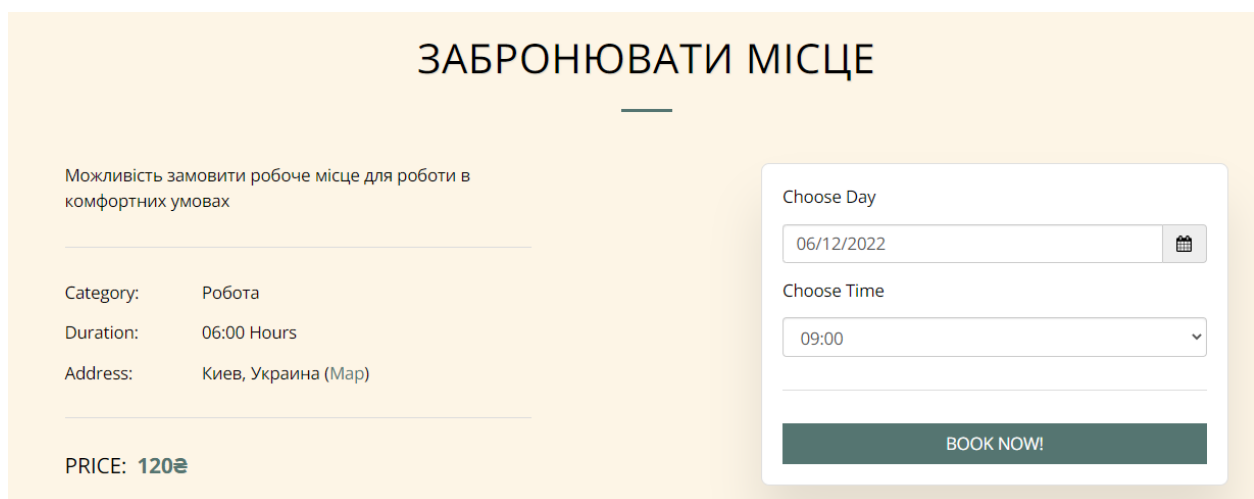 ЗАБРОНЮВАТИ МІСЦЕ
Можливість замовити робоче місце для роботи в
комфортних умовах
Category: Робота
Duration: 06:00 Hours
Address: Киев, Украина (Map)
PRICE: 120₴
Choose Day
06/12/2022
Choose Time
09:00
BOOK NOW!